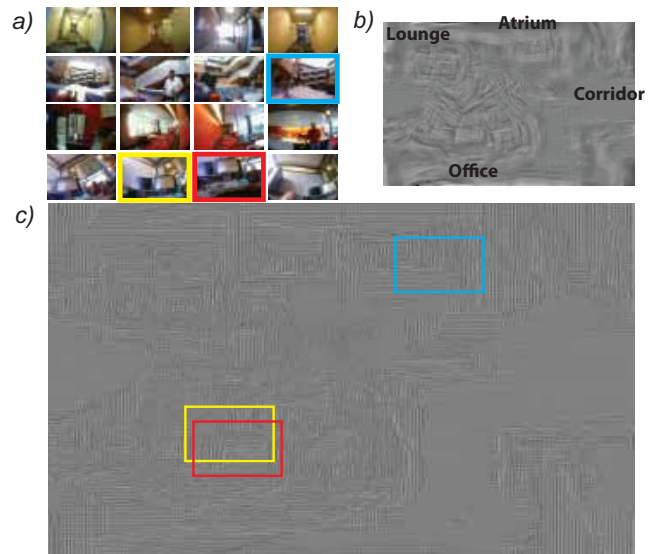 a)
b)
Atrium
Lounge
Corridor
Office
c)